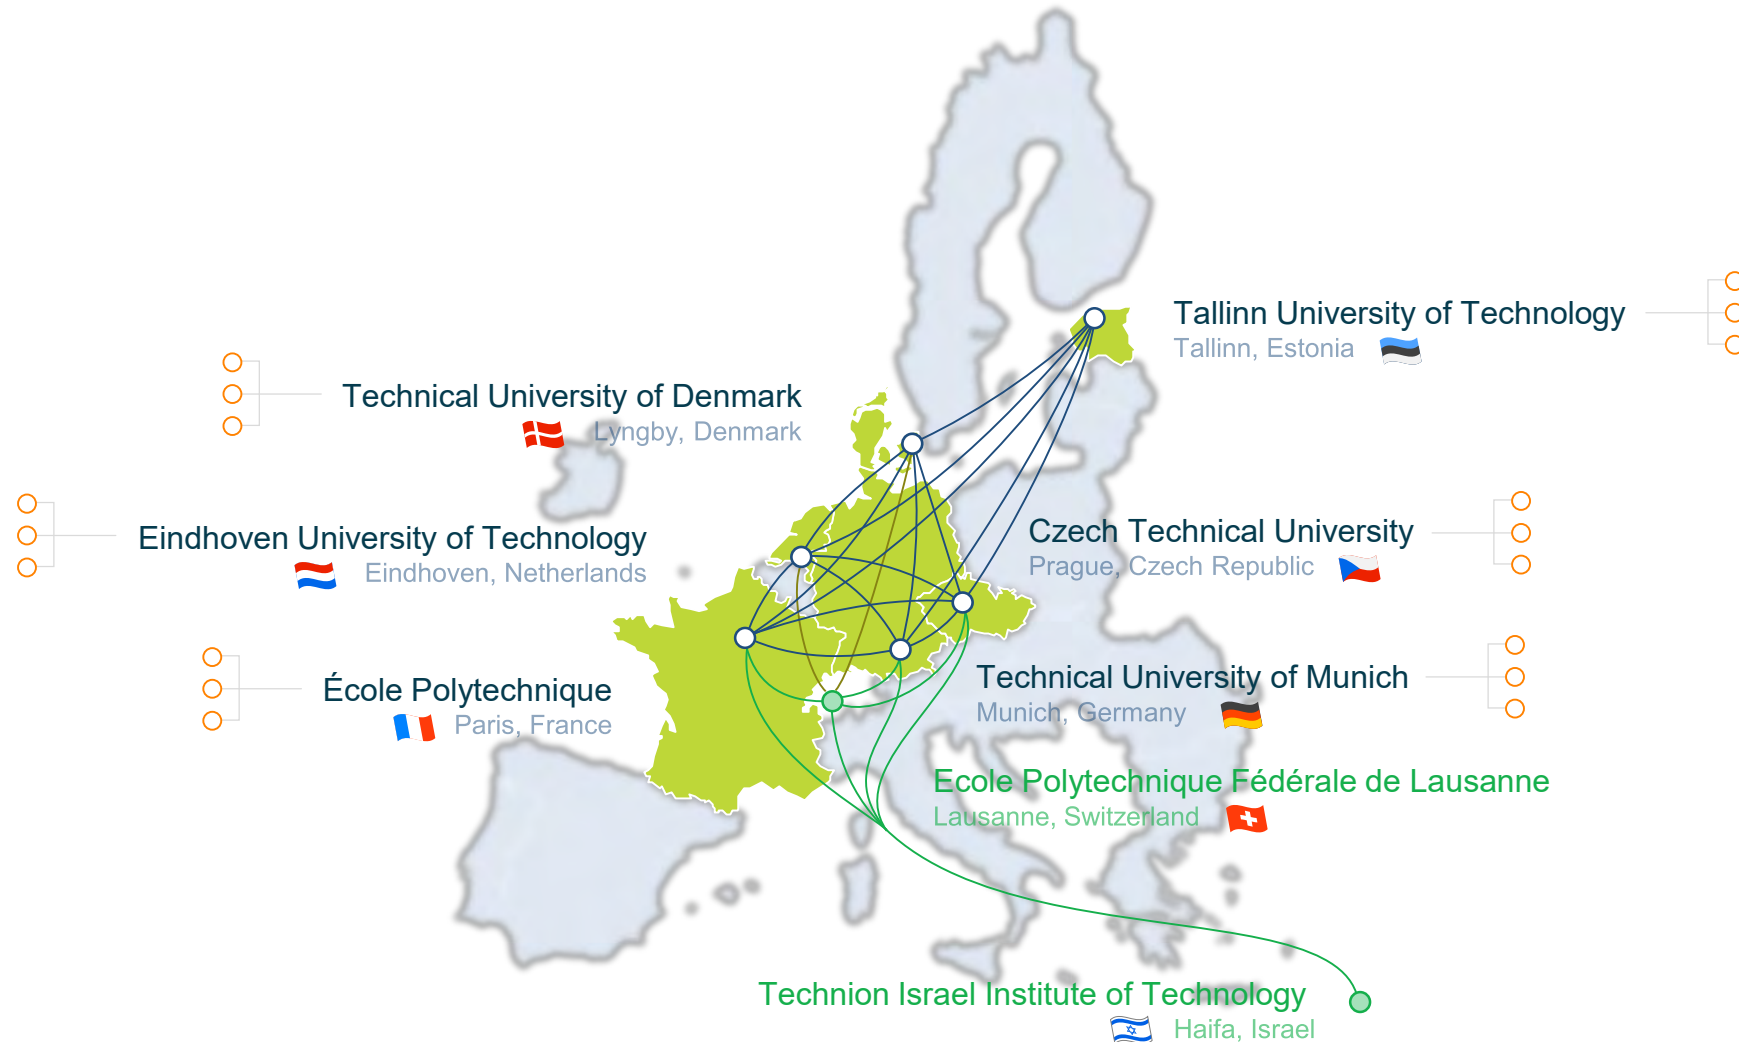 Tallinn University of Technology
Tallinn, Estonia
Technical University of Denmark
Lyngby, Denmark
Eindhoven University of Technology
Eindhoven, Netherlands
Czech Technical University
Prague, Czech Republic
École Polytechnique
Paris, France
Technical University of Munich
Munich, Germany
Ecole Polytechnique Fédérale de Lausanne
Lausanne, Switzerland
Technion Israel Institute of Technology
Haifa, Israel